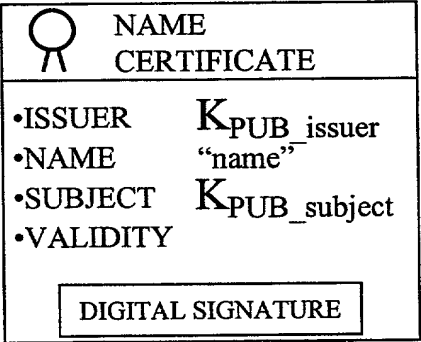 NAME
CERTIFICATE
•ISSUER K_PUB_issuer
•NAME “name”
•SUBJECT K_PUB_subject
•VALIDITY
DIGITAL SIGNATURE